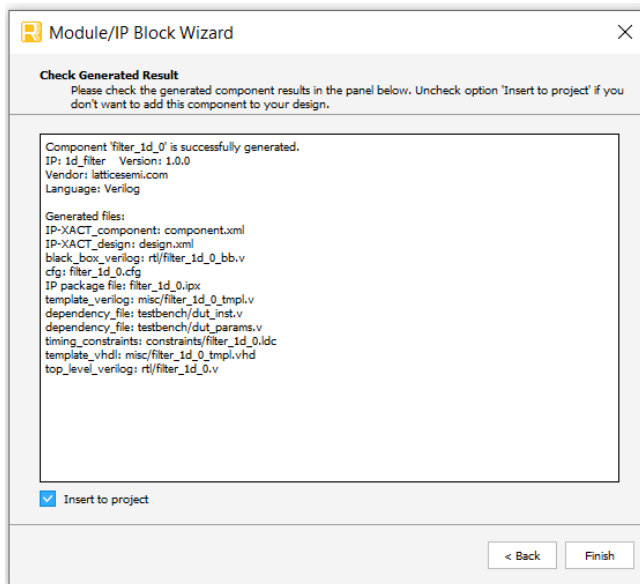 Module/IP Block Wizard
Check Generated Result
Please check the generated component results in the panel below. Uncheck option 'Insert to project' if you
don't want to add this component to your design.
Component 'filter_1d_0' is successfully generated.
IP: 1d_filter Version: 1.0.0
Vendor: latticesemi.com
Language: Verilog
Generated files:
IP-XACT_component: component.xml
IP-XACT_design: design.xml
black_box_verilog: rtl/filter_1d_0_bb.v
cfg: filter_1d_0.cfg
IP package file: filter_1d_0.ipx
template_verilog: misc/filter_1d_0_tmpl.v
dependency_file: testbench/dut_inst.v
dependency_file: testbench/dut_params.v
timing_constraints: constraints/filter_1d_0.ldc
template_vhdl: misc/filter_1d_0_tmpl.vhd
top_level_verilog: rtl/filter_1d_0.v
Insert to project
< Back
Finish